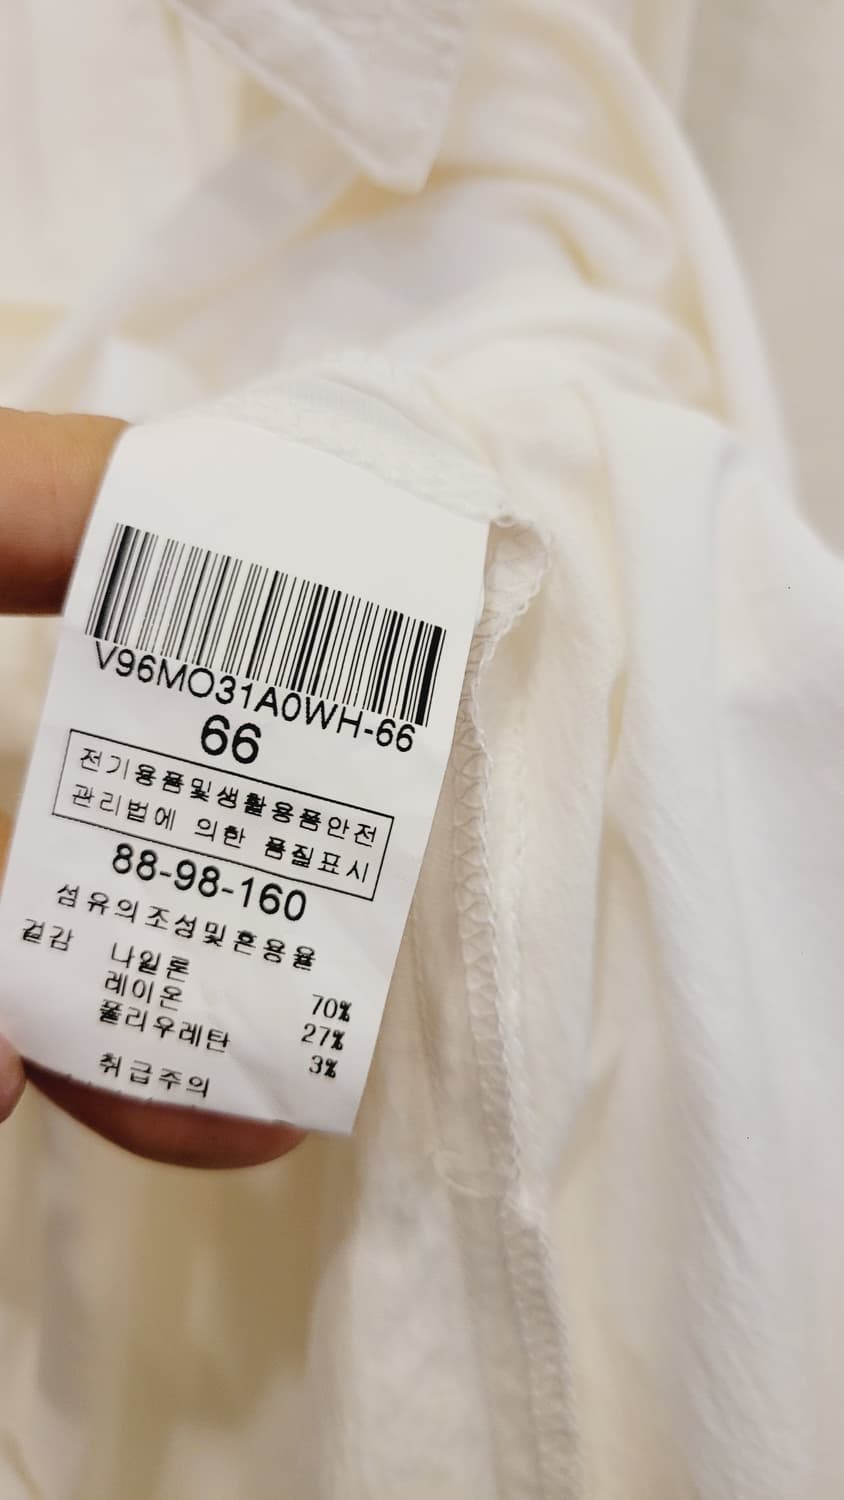 V96MO31A0WH-66
66
전기용품및생활용품안전
관리법에 의한 품질표시
88-98-160
섬유의조성및혼용율
겉감 나일론 70%
레이온 27%
폴리우레탄 3%
취급주의